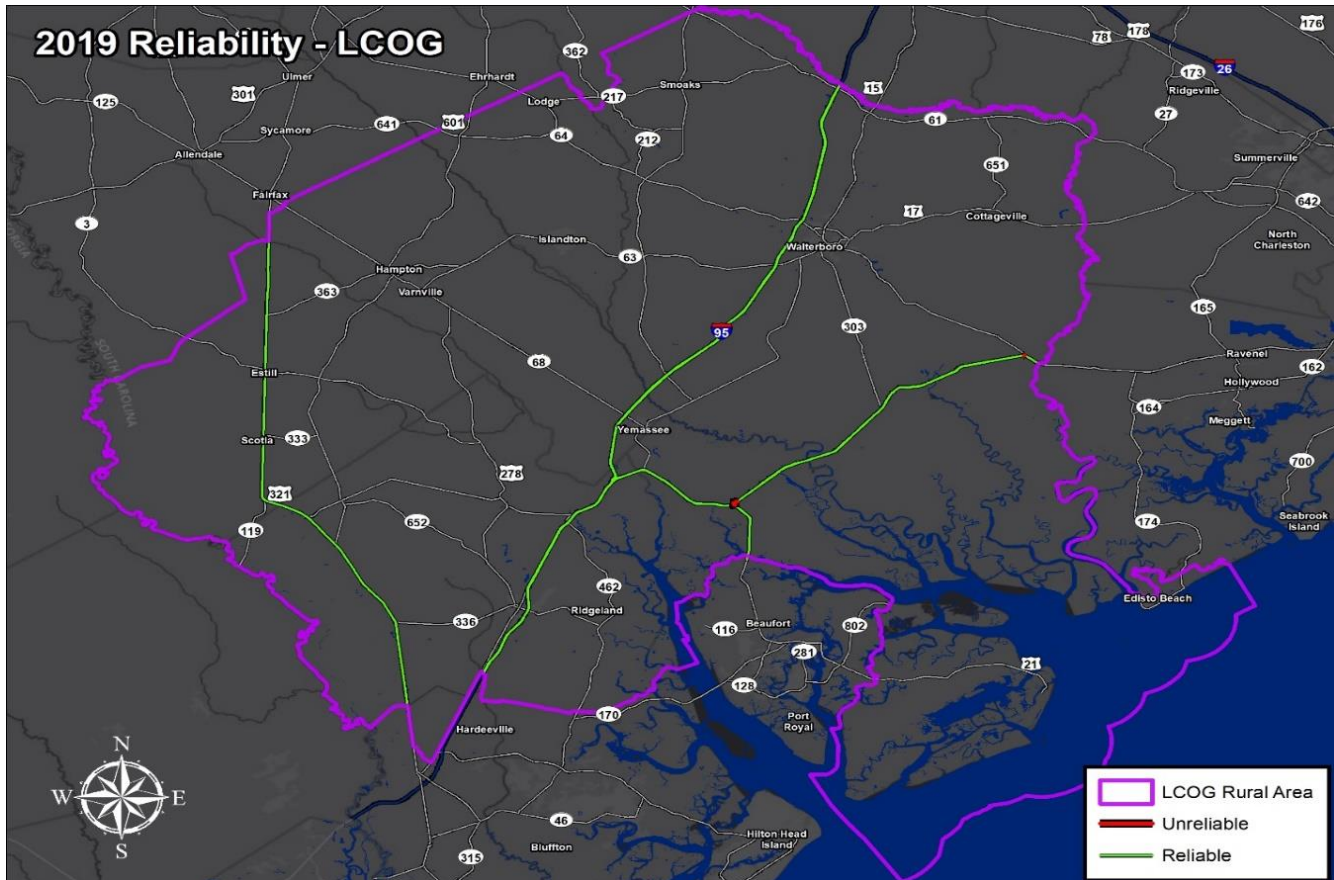 2019 Reliability - LCOG
362
78
178
176
26
Ulmer
Ehrhardt
Smoaks
15
173
Ridgeville
301
125
Lodge
217
601
61
27
Sycamore
641
64
212
Allendale
651
Summerville
Fairfax
642
3
17
Cottageville
GEORGIA
Islandton
Walterboro
North
Charleston
63
Hampton
363
Varnville
165
95
303
SOUTH CAROLINA
68
Ravenel
162
Estill
Hollywood
164
Meggett
Yemassee
Scotia
333
700
278
321
652
174
Seabrook
Island
119
462
Edisto Beach
Ridgeland
336
116
Beaufort
802
281
21
128
170
Port
Royal
Hardeeville
N
W
E
S
46
Bluffton
315
Hilton Head
Island
LCOG Rural Area
Unreliable
Reliable